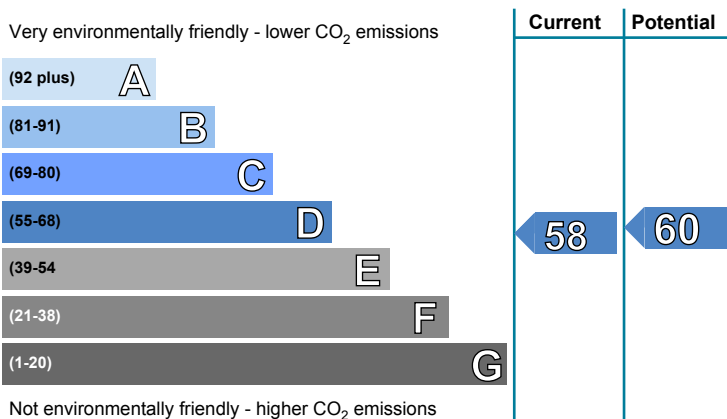 Very environmentally friendly - lower CO2 emissions
Current Potential
(92 plus) A
(81-91) B
(69-80) C
(55-68) D
58 60
(39-54 E
(21-38) F
(1-20) G
Not environmentally friendly - higher CO2 emissions